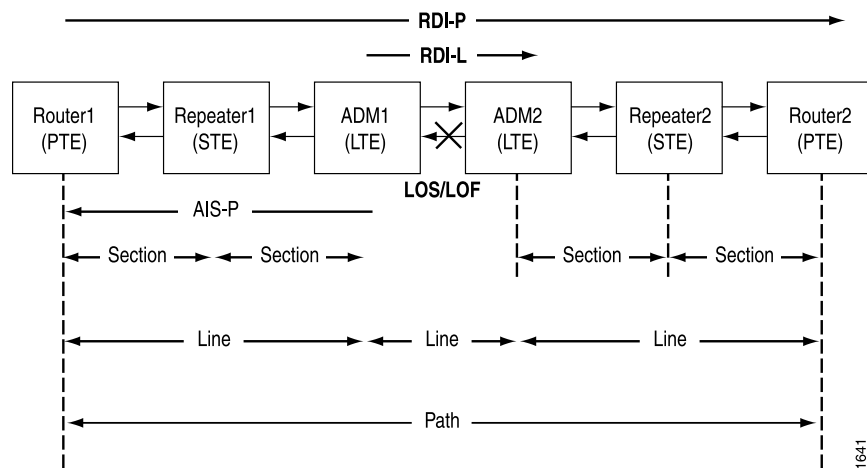 RDI-P
RDI-L
Router1
(PTE)
Repeater1
(STE)
ADM1
(LTE)
ADM2
(LTE)
Repeater2
(STE)
Router2
(PTE)
LOS/LOF
AIS-P
Section
Section
Section
Section
Line
Line
Line
Path
1641